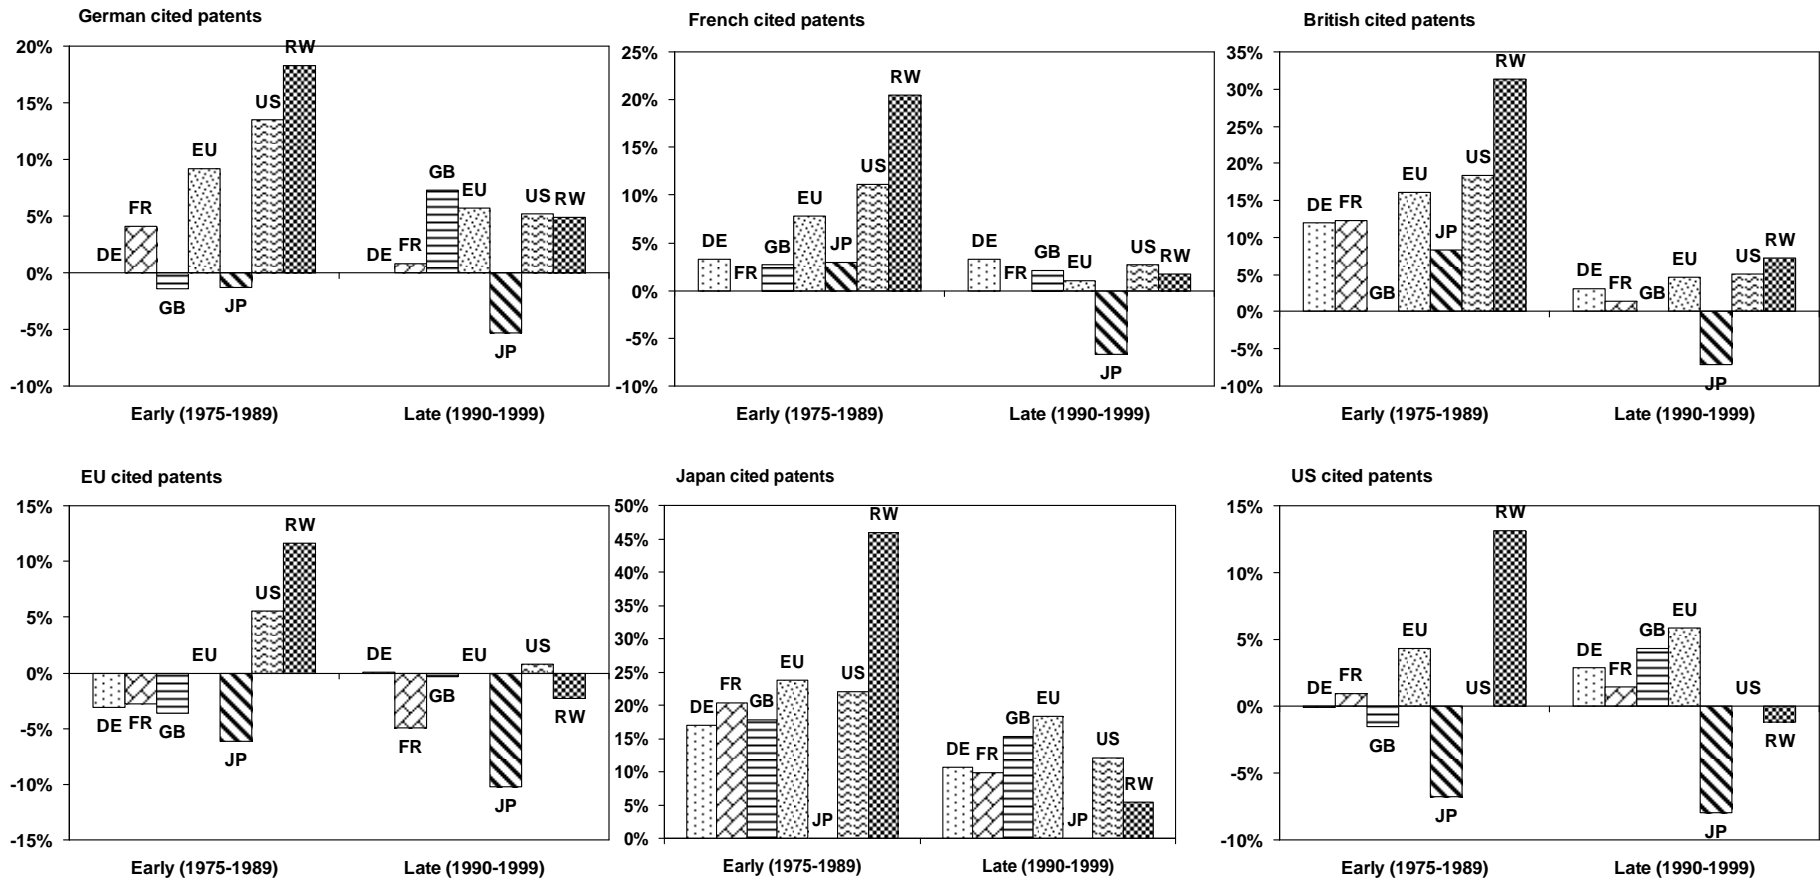 German cited patents
20%
15%
10%
5%
0%
-5%
-10%
DE
FR
GB
EU
JP
US
RW
DE
FR
GB
EU
JP
US
RW
Early (1975-1989)
Late (1990-1999)
French cited patents
25%
20%
15%
10%
5%
0%
-5%
-10%
DE
FR
GB
EU
JP
US
RW
DE
FR
GB
EU
JP
US
RW
Early (1975-1989)
Late (1990-1999)
British cited patents
35%
30%
25%
20%
15%
10%
5%
0%
-5%
-10%
DE
FR
GB
EU
JP
US
RW
DE
FR
GB
EU
JP
US
RW
Early (1975-1989)
Late (1990-1999)
EU cited patents
15%
10%
5%
0%
-5%
-10%
-15%
DE
FR
GB
EU
JP
US
RW
DE
FR
GB
EU
JP
US
RW
Early (1975-1989)
Late (1990-1999)
Japan cited patents
50%
45%
40%
35%
30%
25%
20%
15%
10%
5%
0%
DE
FR
GB
EU
JP
US
RW
DE
FR
GB
EU
JP
US
RW
Early (1975-1989)
Late (1990-1999)
US cited patents
15%
10%
5%
0%
-5%
-10%
DE
FR
GB
EU
JP
US
RW
DE
FR
GB
EU
JP
US
RW
Early (1975-1989)
Late (1990-1999)